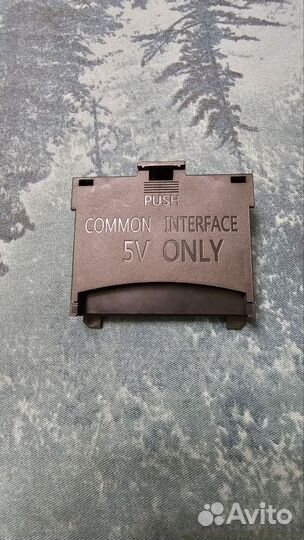 PUSH
COMMON INTERFACE
5V ONLY
Avito